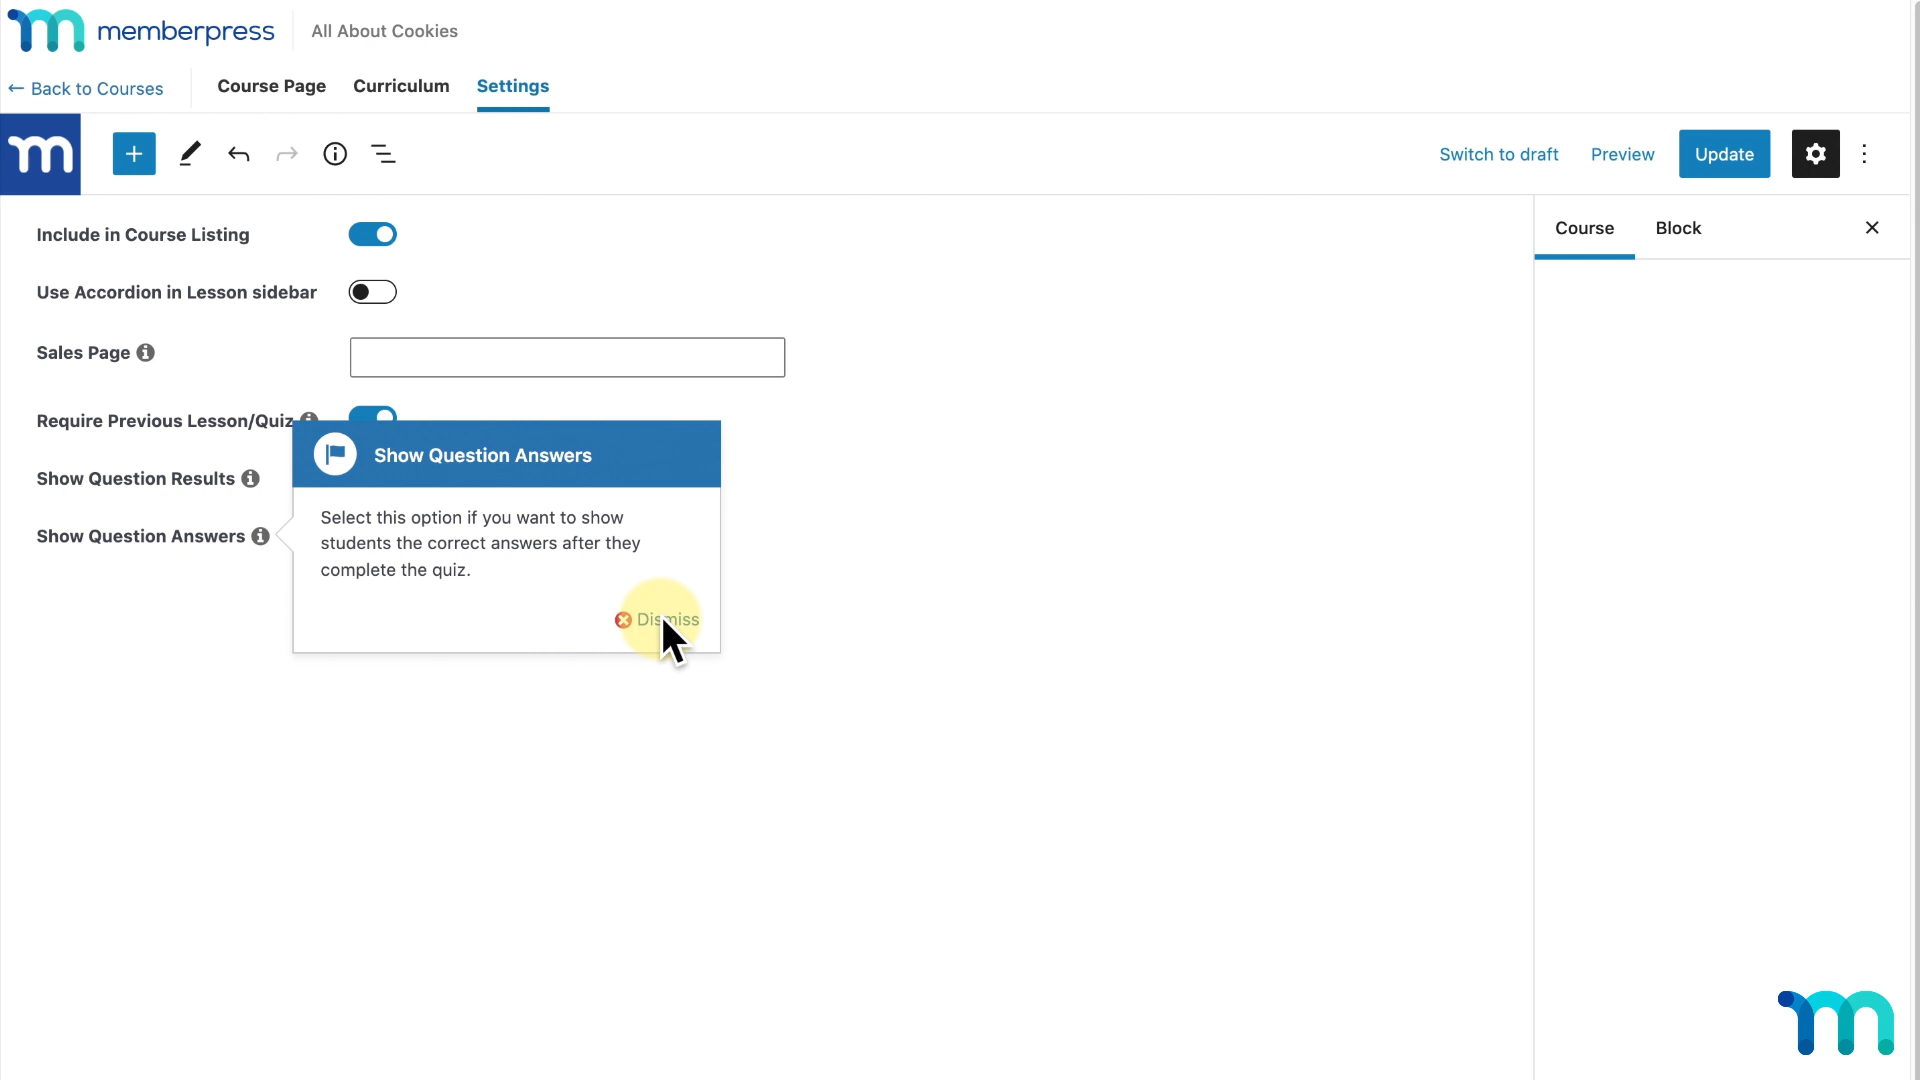 memberpress
All About Cookies
← Back to Courses
Course Page
Curriculum
Settings
Switch to draft
Preview
Update
Include in Course Listing
Course
Block
Use Accordion in Lesson sidebar
Sales Page
Require Previous Lesson/Quiz
Show Question Answers
Show Question Results
Select this option if you want to show
students the correct answers after they
complete the quiz.
Show Question Answers
Dismiss